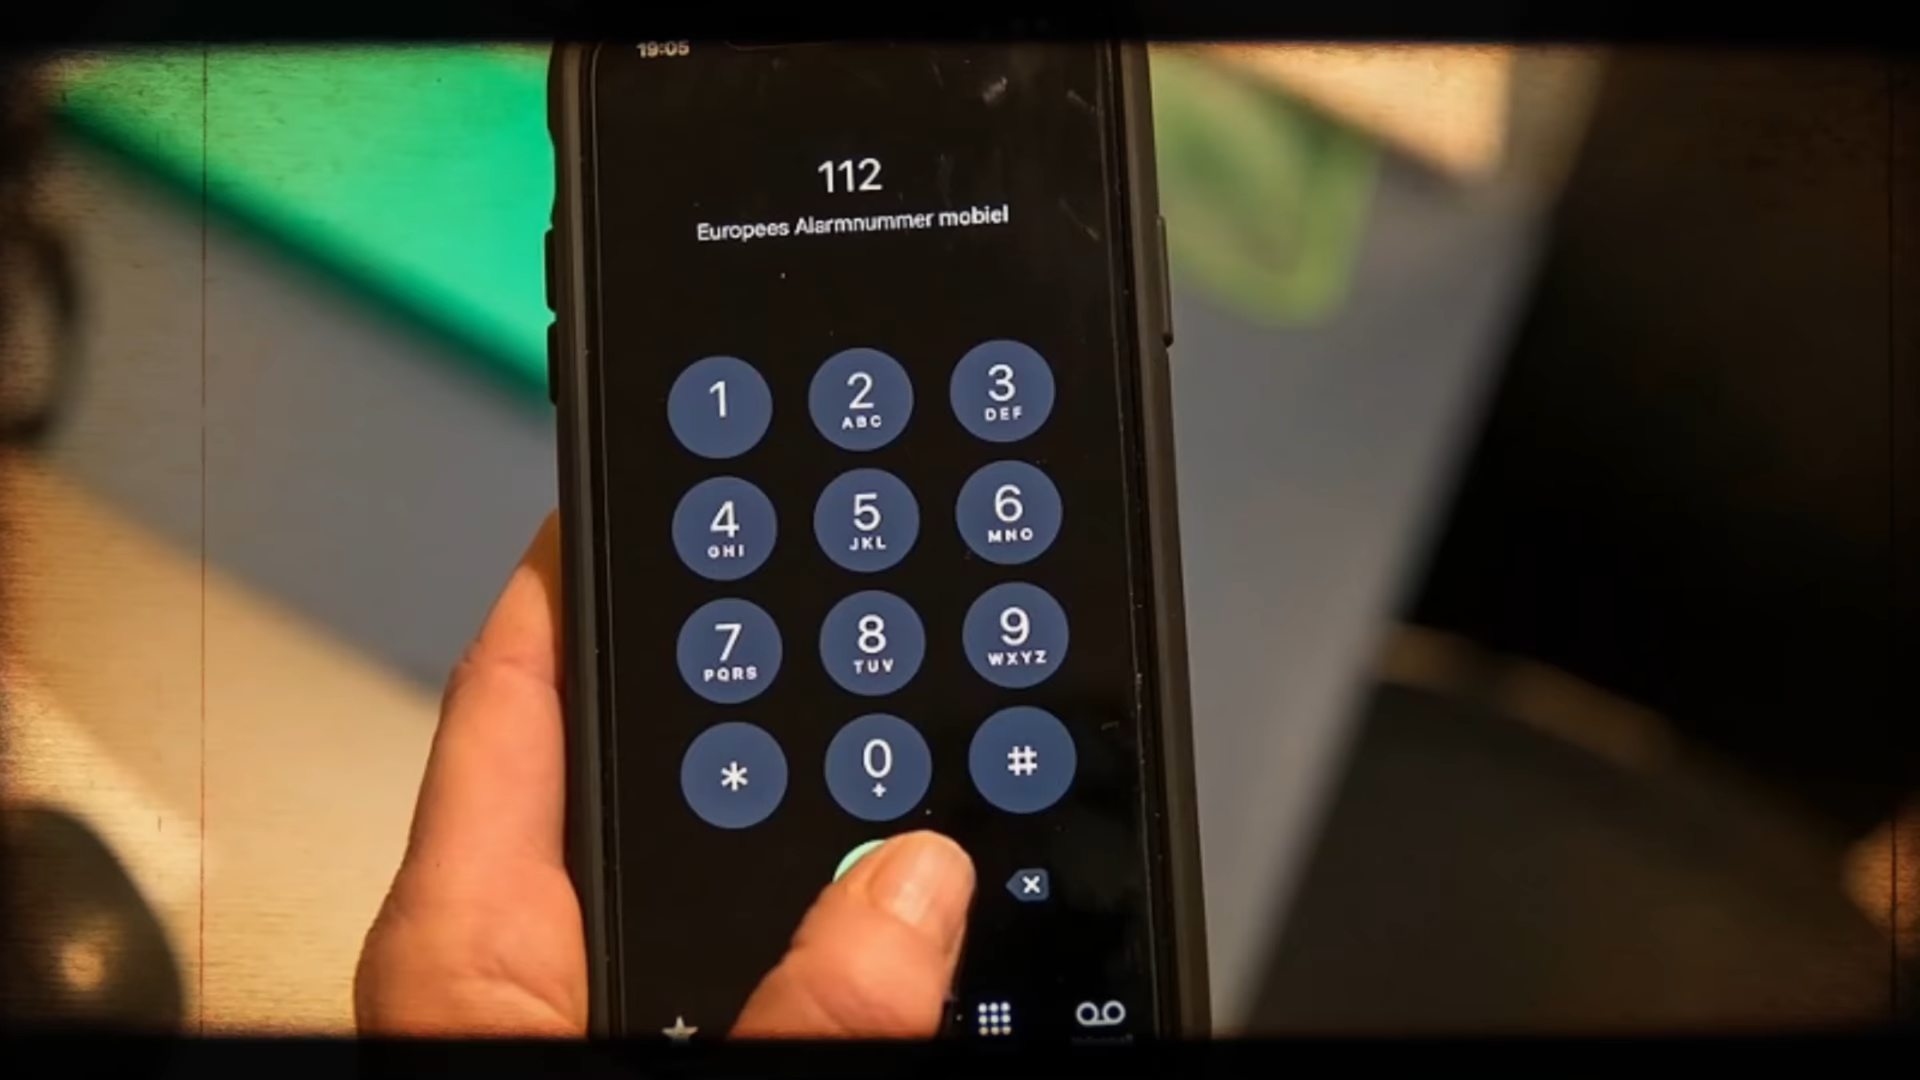 19:05
112
Europees Alarmnummer mobiel
1
2
ABC
3
DEF
4
GHI
5
JKL
6
MNO
7
PQRS
8
TUV
9
WXYZ
*
0
+
#